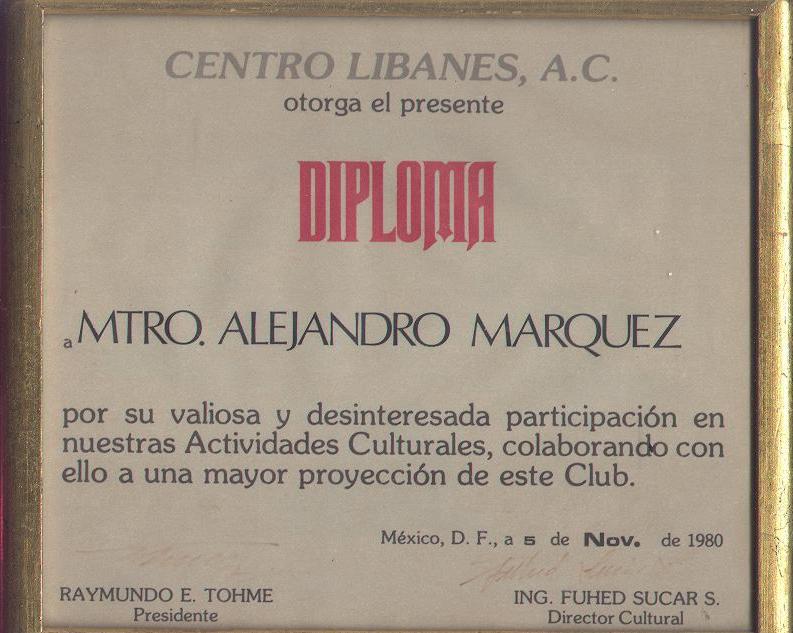 CENTRO LIBANES, A.C.
otorga el presente
DIPLOMA
a MTRO. ALEJANDRO MARQUEZ
por su valiosa y desinteresada participación en
nuestras Actividades Culturales, colaborando con
ello a una mayor proyección de este Club.
México, D. F., a 5 de Nov. de 1980
RAYMUNDO E. TOHME
Presidente
ING. FUHED SUCAR S.
Director Cultural